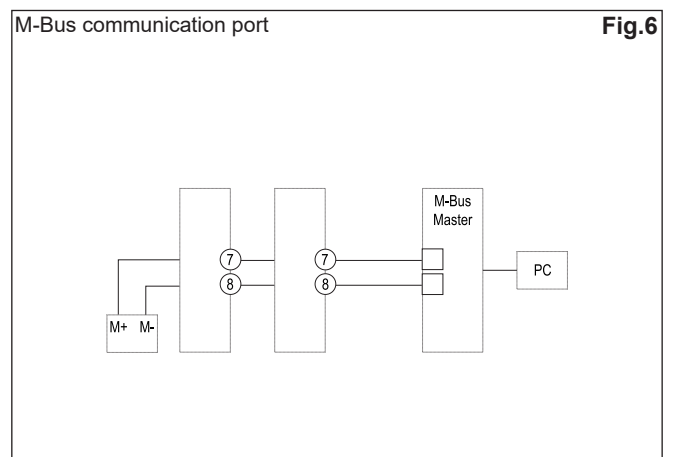 M-Bus communication port
Fig.6
M-Bus
Master
7
7
PC
8
8
M+ M-